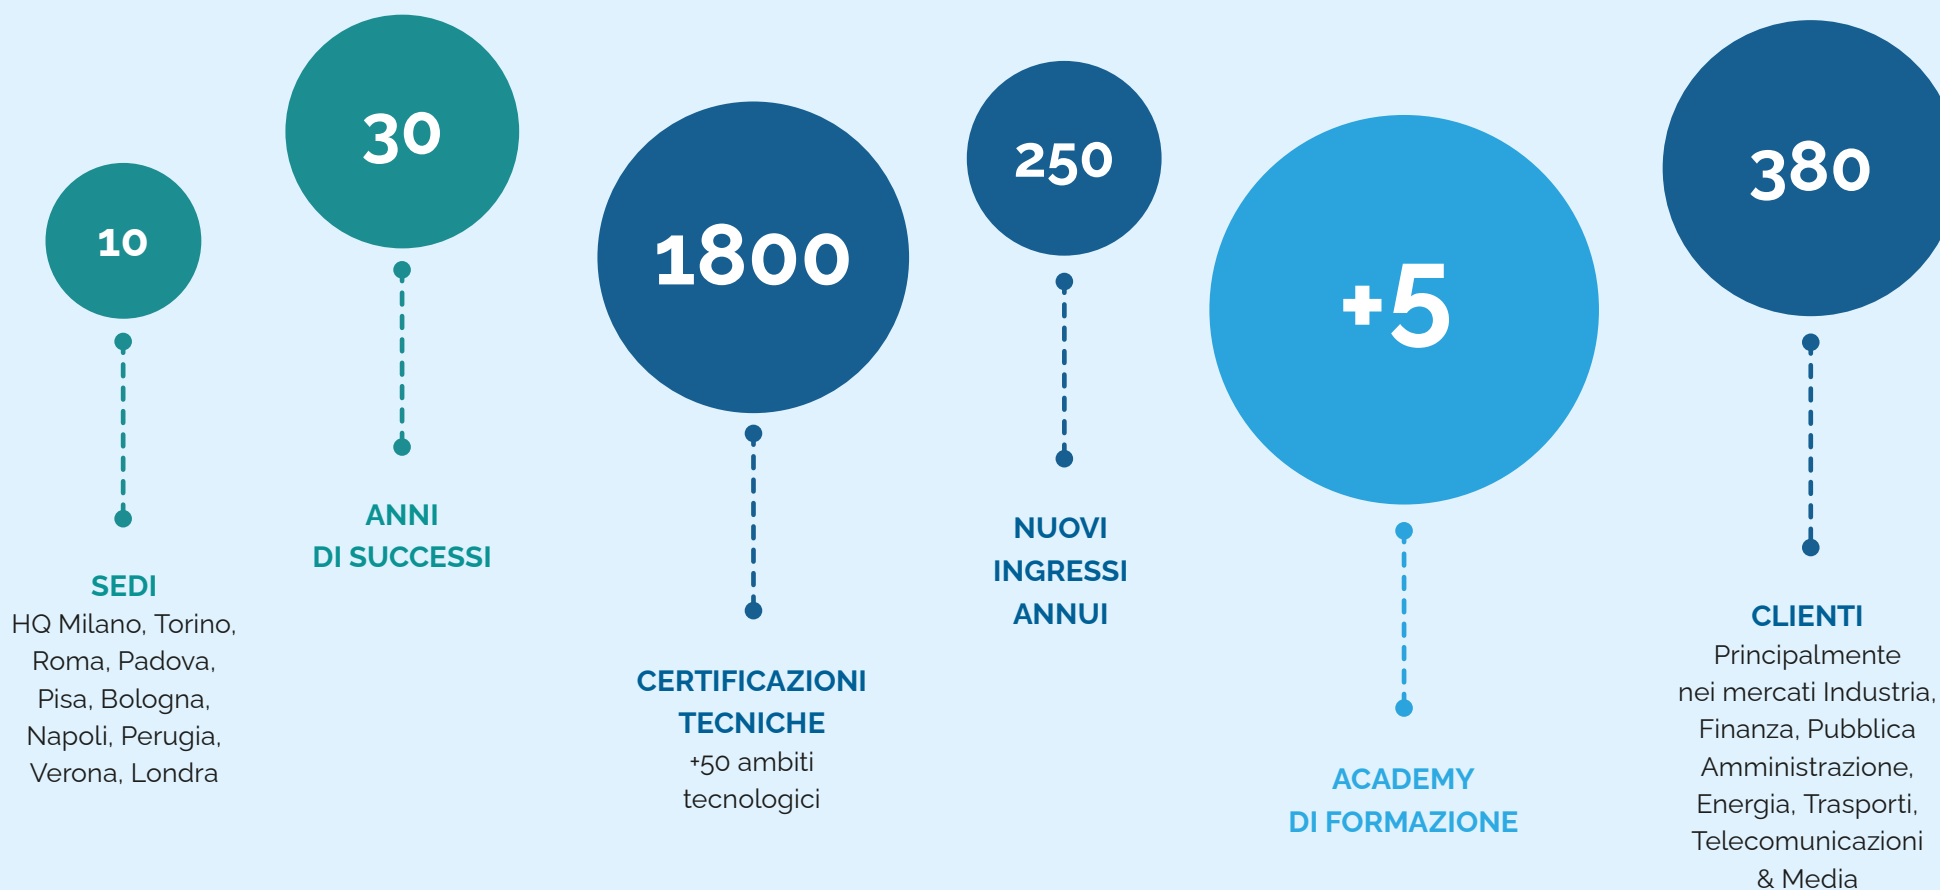 10
SEDI
HQ Milano, Torino,
Roma, Padova,
Pisa, Bologna,
Napoli, Perugia,
Verona, Londra
30
ANNI
DI SUCCESSI
1800
CERTIFICAZIONI
TECNICHE
+50 ambiti
tecnologici
250
NUOVI
INGRESSI
ANNUI
+5
ACADEMY
DI FORMAZIONE
380
CLIENTI
Principalmente
nei mercati Industria,
Finanza, Pubblica
Amministrazione,
Energia, Trasporti,
Telecomunicazioni
& Media